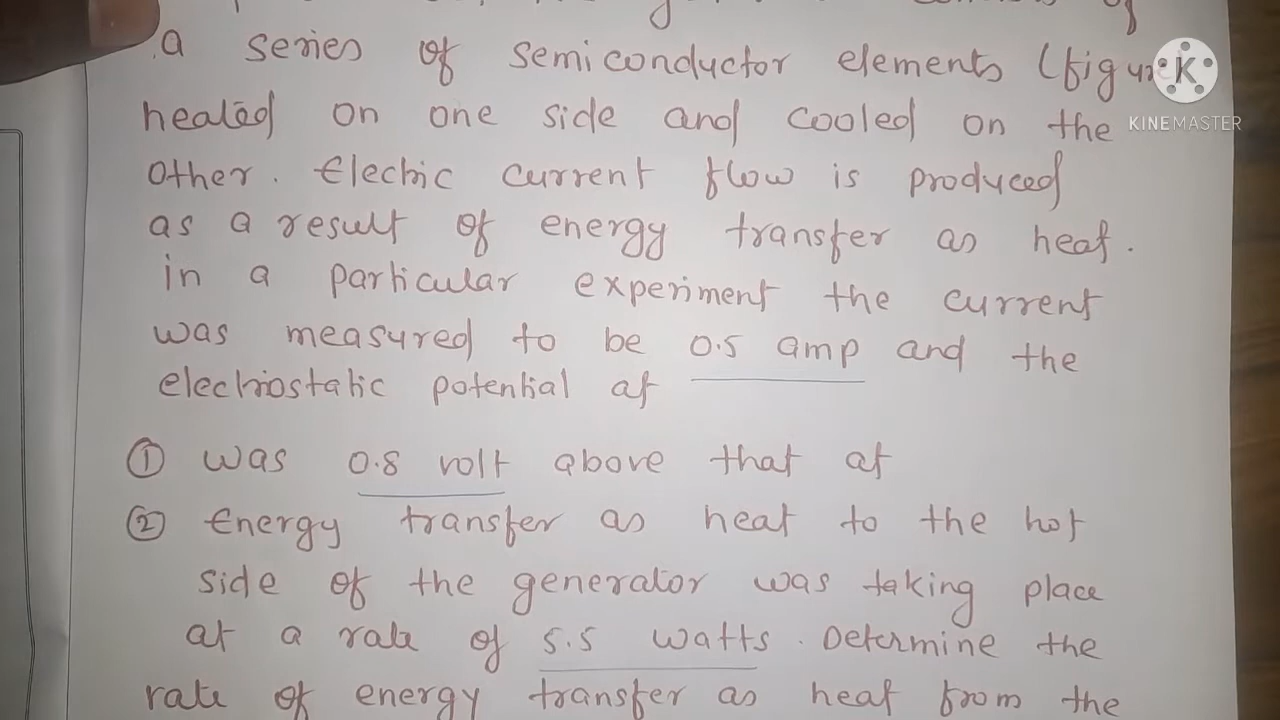 a series of semiconductor elements (figure
heated on one side and cooled on the
other. Electric current flow is produced
as a result of energy transfer as heat.
in a particular experiment the current
was measured to be 0.5 amp and the
electrostatic potential at
① was 0.8 volt above that at
② Energy transfer as heat to the hot
side of the generator was taking place
at a rate of 5.5 watts. Determine the
rate of energy transfer as heat from the
K
KINEMASTER